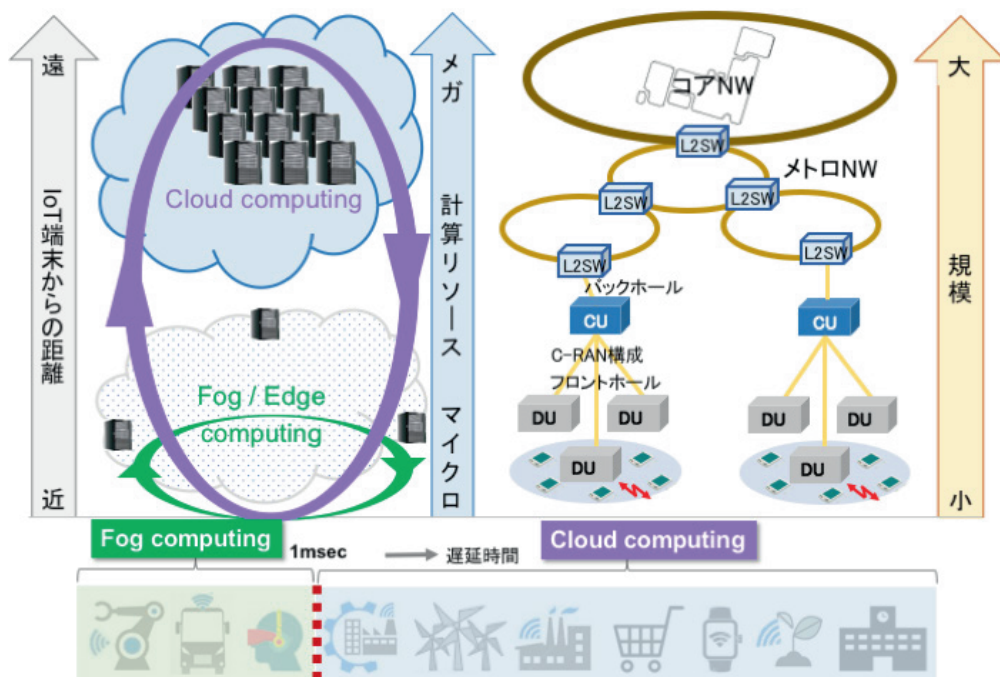 遠
IoT端末からの距離
近
Cloud computing
Fog / Edge
computing
メガ
計算リソース
マイクロ
コアNW
L2SW
メトロNW
L2SW
L2SW
L2SW
L2SW
バックホール
CU
CU
C-RAN構成
フロントホール
DU
DU
DU
DU
DU
DU
大
規模
小
Fog computing
1msec
遅延時間
Cloud computing